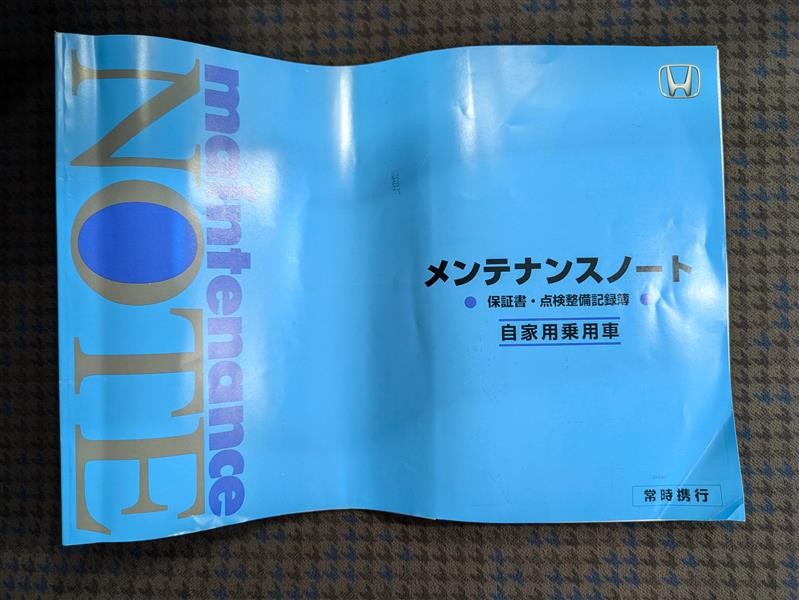 maintenance
NOTE
メンテナンスノート
保証書・点検整備記録簿
自家用乗用車
常時携行